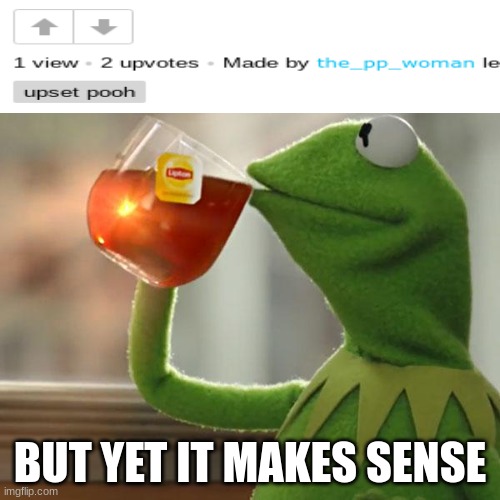 1 view • 2 upvotes • Made by the_pp_woman le
upset pooh
Lipton
BUT YET IT MAKES SENSE
imgflip.com